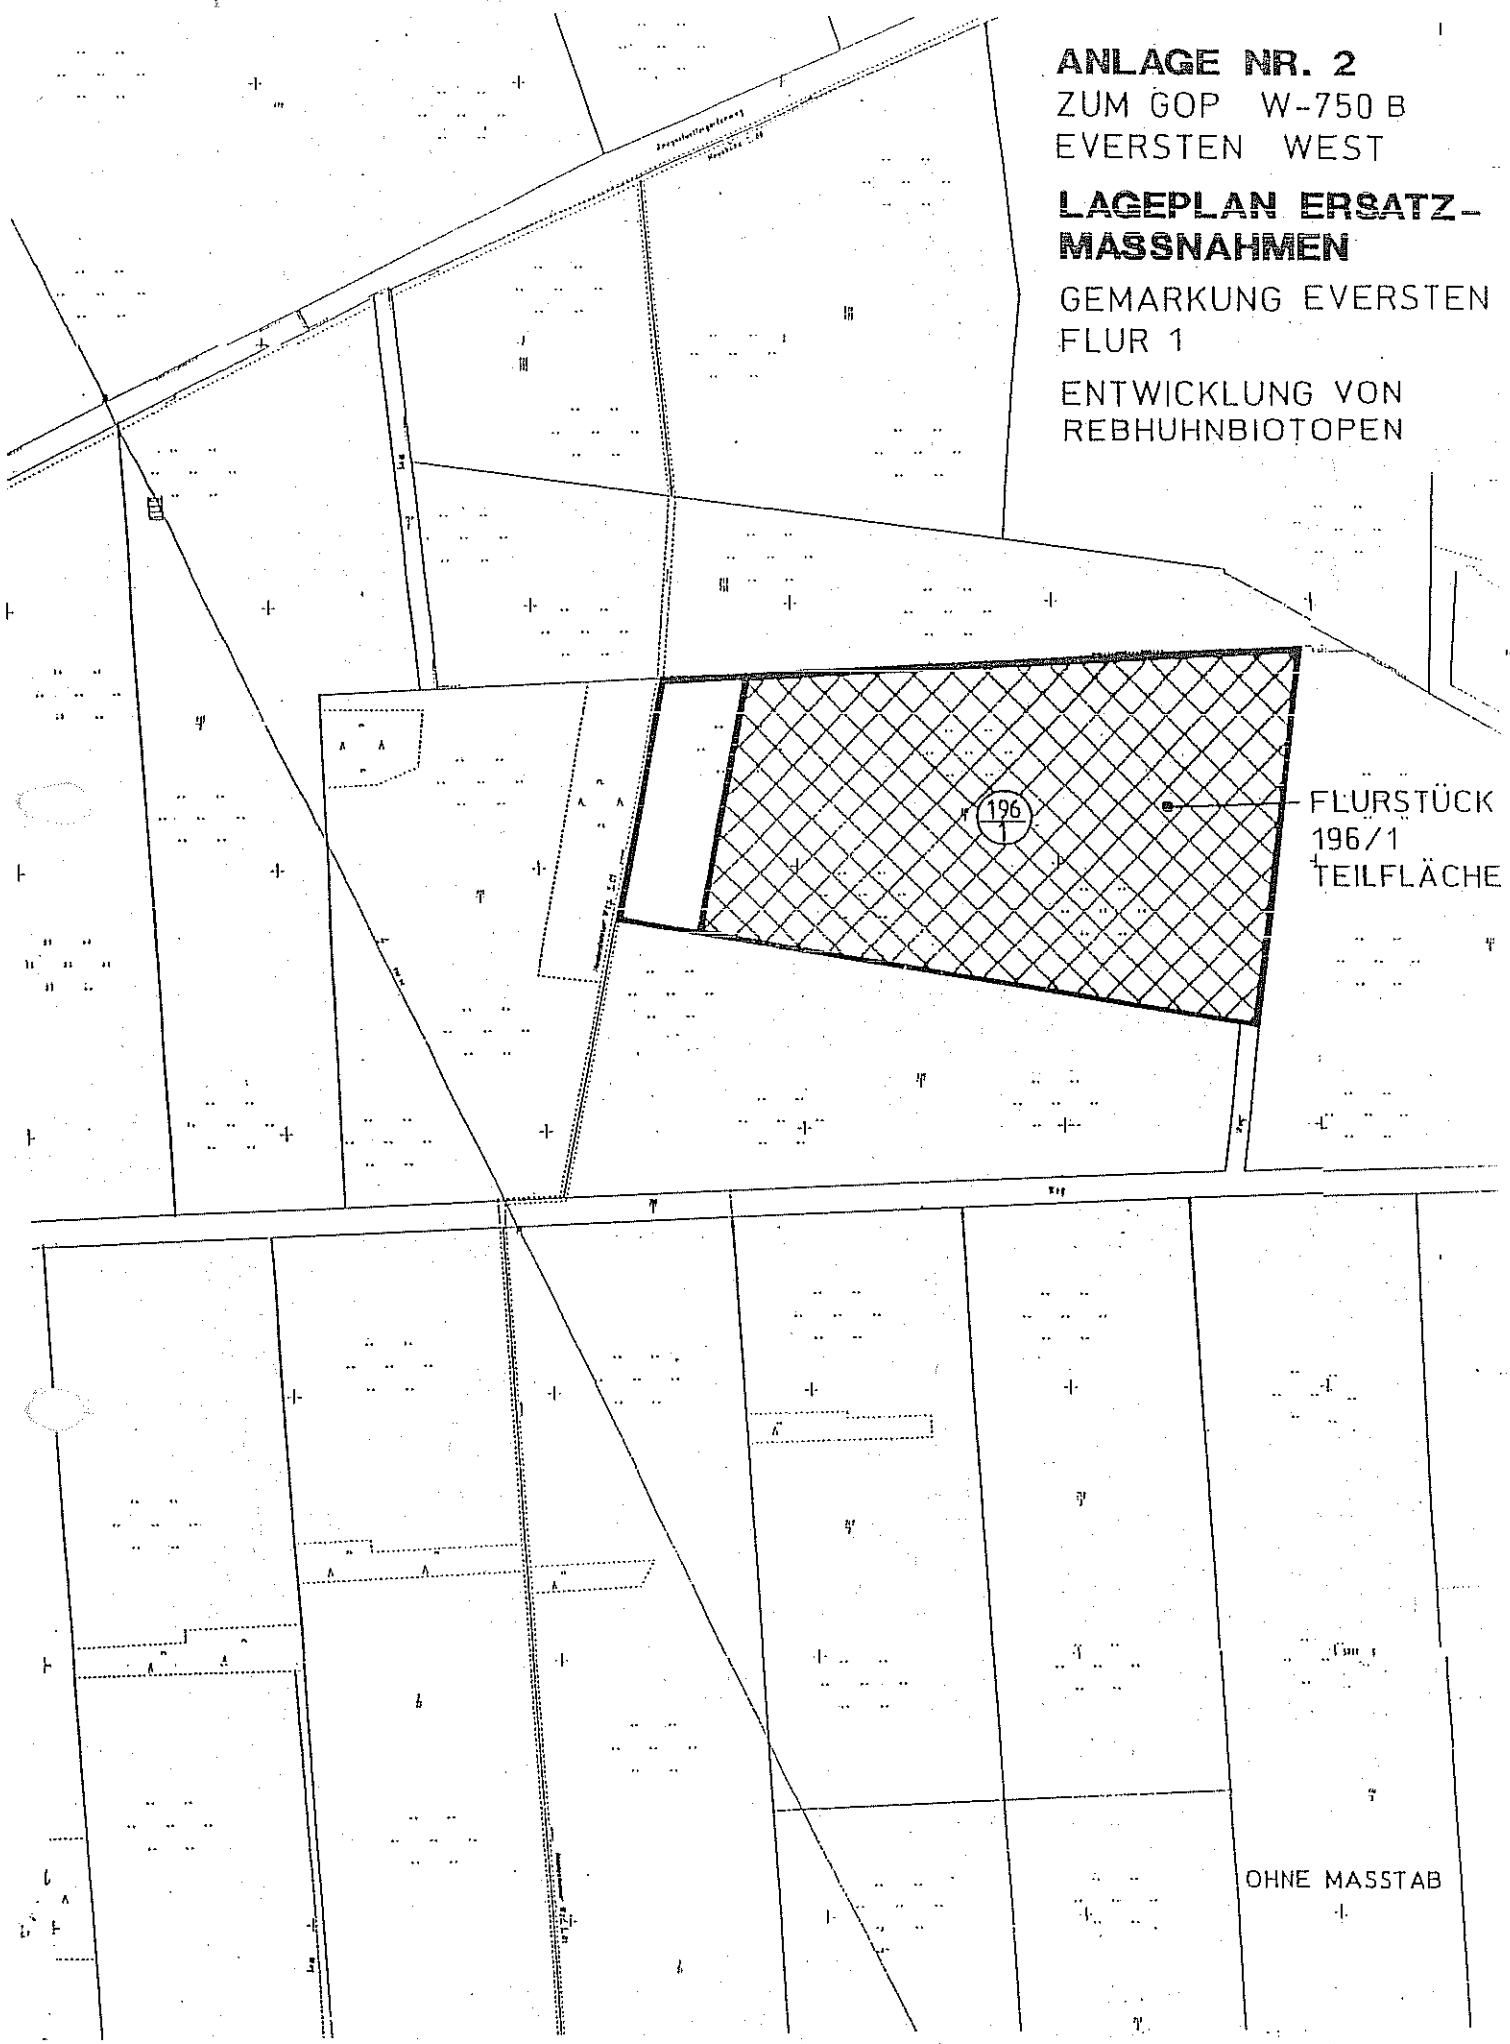 ANLAGE NR. 2
ZUM GOP W-750 B
EVERSTEN WEST
LAGEPLAN ERSATZ-
MASSNAHMEN
GEMARKUNG EVERSTEN
FLUR 1
ENTWICKLUNG VON
REBHUHNBIOTOPEN
196
1
FLURSTÜCK
196/1
TEILFLÄCHE
OHNE MASSTAB